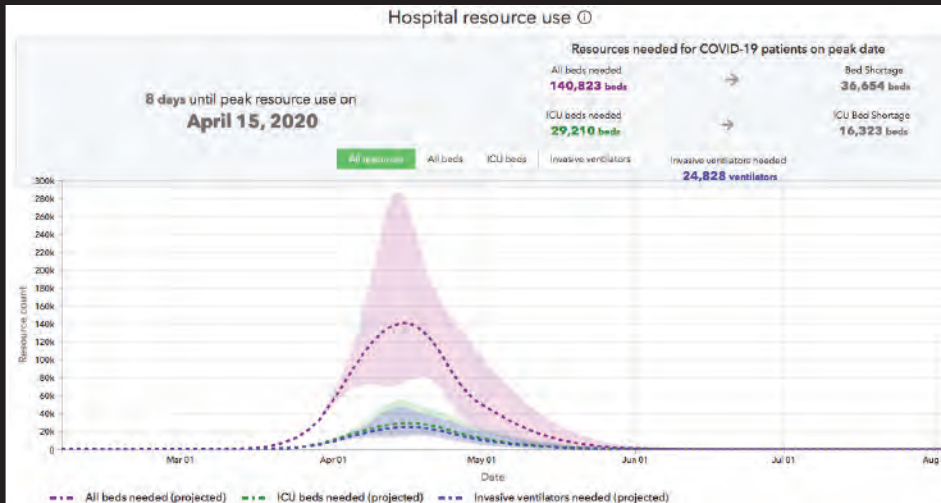 Hospital resource use ⓘ
Resources needed for COVID-19 patients on peak date
8 days until peak resource use on
April 15, 2020
All beds needed
140,823 beds
→
Bed Shortage
36,654 beds
ICU beds needed
29,210 beds
→
ICU Bed Shortage
16,323 beds
All resources
All beds
ICU beds
Invasive ventilators
Invasive ventilators needed
24,828 ventilators
300k
280k
260k
240k
220k
200k
180k
160k
140k
120k
100k
80k
60k
40k
20k
0
Resource count
Mar 01
Apr 01
May 01
Jun 01
Jul 01
Aug
Date
All beds needed (projected)
ICU beds needed (projected)
Invasive ventilators needed (projected)